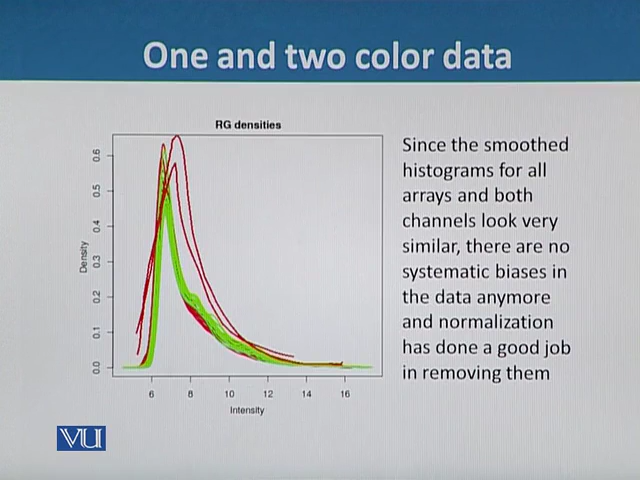 One and two color data
RG densities
Since the smoothed
histograms for all
arrays and both
channels look very
similar, there are no
systematic biases in
the data anymore
and normalization
has done a good job
in removing them
Density
0.6
0.5
0.4
0.3
0.2
0.1
0.0
6 8 10 12 14 16
Intensity
VU